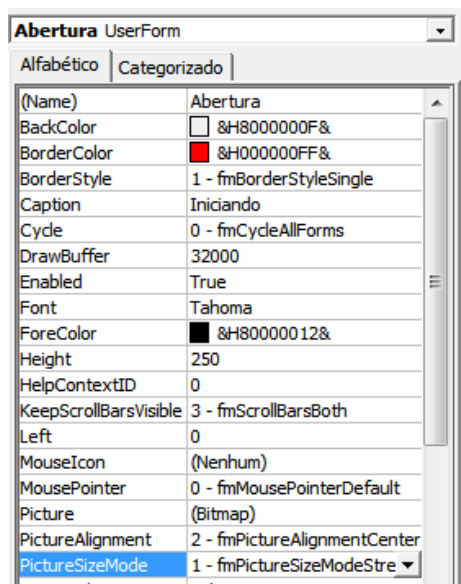 Abertura UserForm
Alfabético Categorizado
(Name) Abertura
BackColor &H8000000F&
BorderColor &H000000FF&
BorderStyle 1 - fmBorderStyleSingle
Caption Iniciando
Cycle 0 - fmCycleAllForms
DrawBuffer 32000
Enabled True
Font Tahoma
ForeColor &H80000012&
Height 250
HelpContextID 0
KeepScrollBarsVisible 3 - fmScrollBarsBoth
Left 0
MouseIcon (Nenhum)
MousePointer 0 - fmMousePointerDefault
Picture (Bitmap)
PictureAlignment 2 - fmPictureAlignmentCenter
PictureSizeMode 1 - fmPictureSizeModeStre